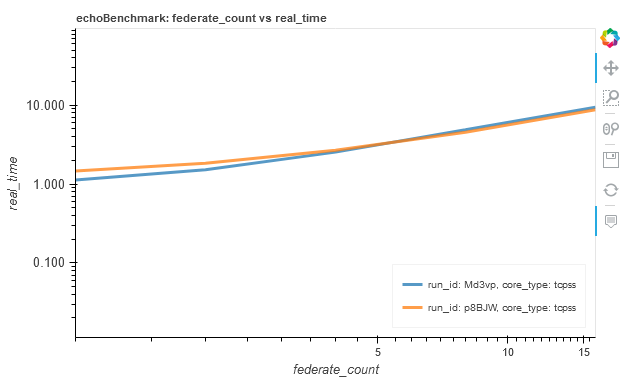 echoBenchmark: federate_count vs real_time
10.000
1.000
0.100
real_time
run_id: Md3vp, core_type: tcpss
run_id: p8BJW, core_type: tcpss
5
10
15
federate_count